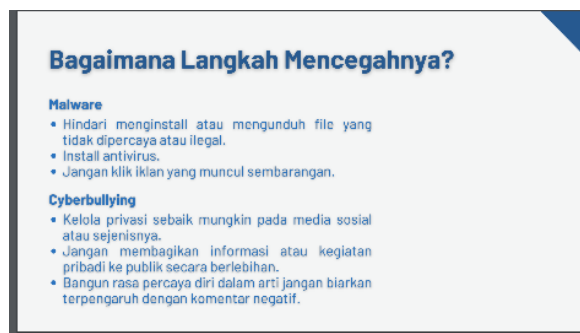 Bagaimana Langkah Mencegahnya?
Malware
• Hindari menginstall atau mengunduh file yang
tidak dipercaya atau ilegal.
• Install antivirus.
• Jangan klik iklan yang muncul sembarangan.
Cyberbullying
• Kelola privasi sebaik mungkin pada media sosial
atau sejenisnya.
• Jangan membagikan informasi atau kegiatan
pribadi ke publik secara berlebihan.
• Bangun rasa percaya diri dalam arti jangan biarkan
terpengaruh dengan komentar negatif.